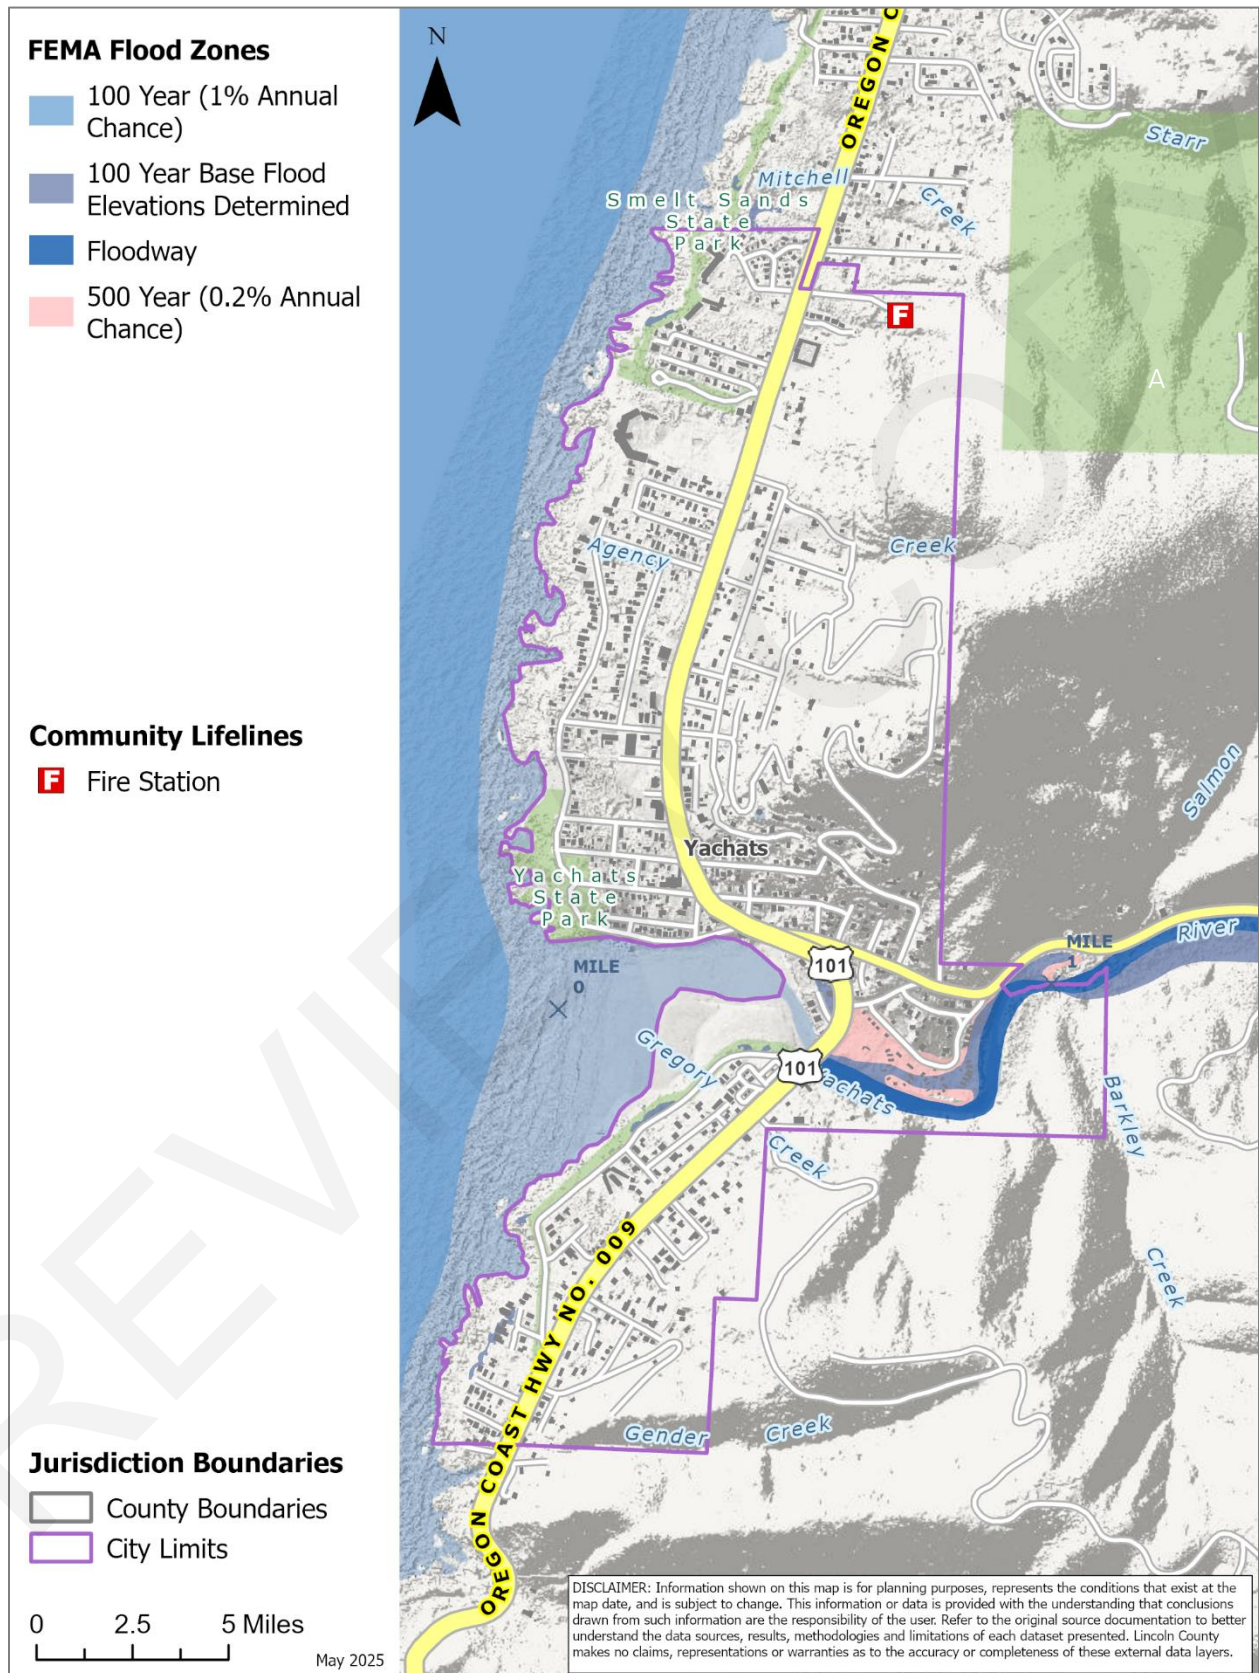 FEMA Flood Zones
100 Year (1% Annual
Chance)
100 Year Base Flood
Elevations Determined
Floodway
500 Year (0.2% Annual
Chance)
Community Lifelines
F Fire Station
Jurisdiction Boundaries
County Boundaries
City Limits
0 2.5 5 Miles
May 2025
N
OREGON C
Starr
Mitchell
Creek
Smelt Sands
State
Park
F
A
Agency
Creek
Salmon
Yachats
Yachats
State
Park
MILE
0
101
MILE
1
River
Gregory
101
Yachats
Barkley
Creek
Creek
OREGON COAST HWY NO. 009
Gender
Creek
DISCLAIMER: Information shown on this map is for planning purposes, represents the conditions that exist at the
map date, and is subject to change. This information or data is provided with the understanding that conclusions
drawn from such information are the responsibility of the user. Refer to the original source documentation to better
understand the data sources, results, methodologies and limitations of each dataset presented. Lincoln County
makes no claims, representations or warranties as to the accuracy or completeness of these external data layers.